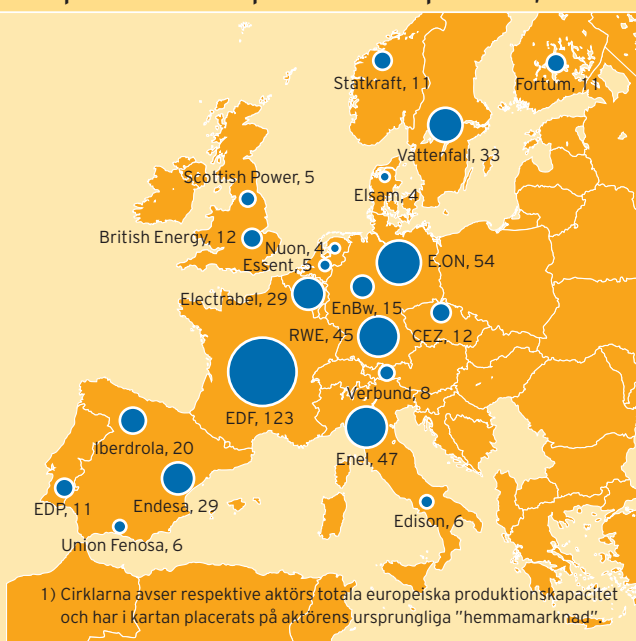 Statkraft, 11
Fortum, 11
Vattenfall, 33
Scottish Power, 5
Elsam, 4
British Energy, 12
Nuon, 4
Essent, 5
E.ON, 54
Electrabel, 29
EnBw, 15
RWE, 45
CEZ, 12
Verbund, 8
EDF, 123
Iberdrola, 20
Enel, 47
EDP, 11
Endesa, 29
Edison, 6
Union Fenosa, 6
1) Cirklarna avser respektive aktörs totala europeiska produktionskapacitet
och har i kartan placerats på aktörens ursprungliga ”hemmamarknad”.